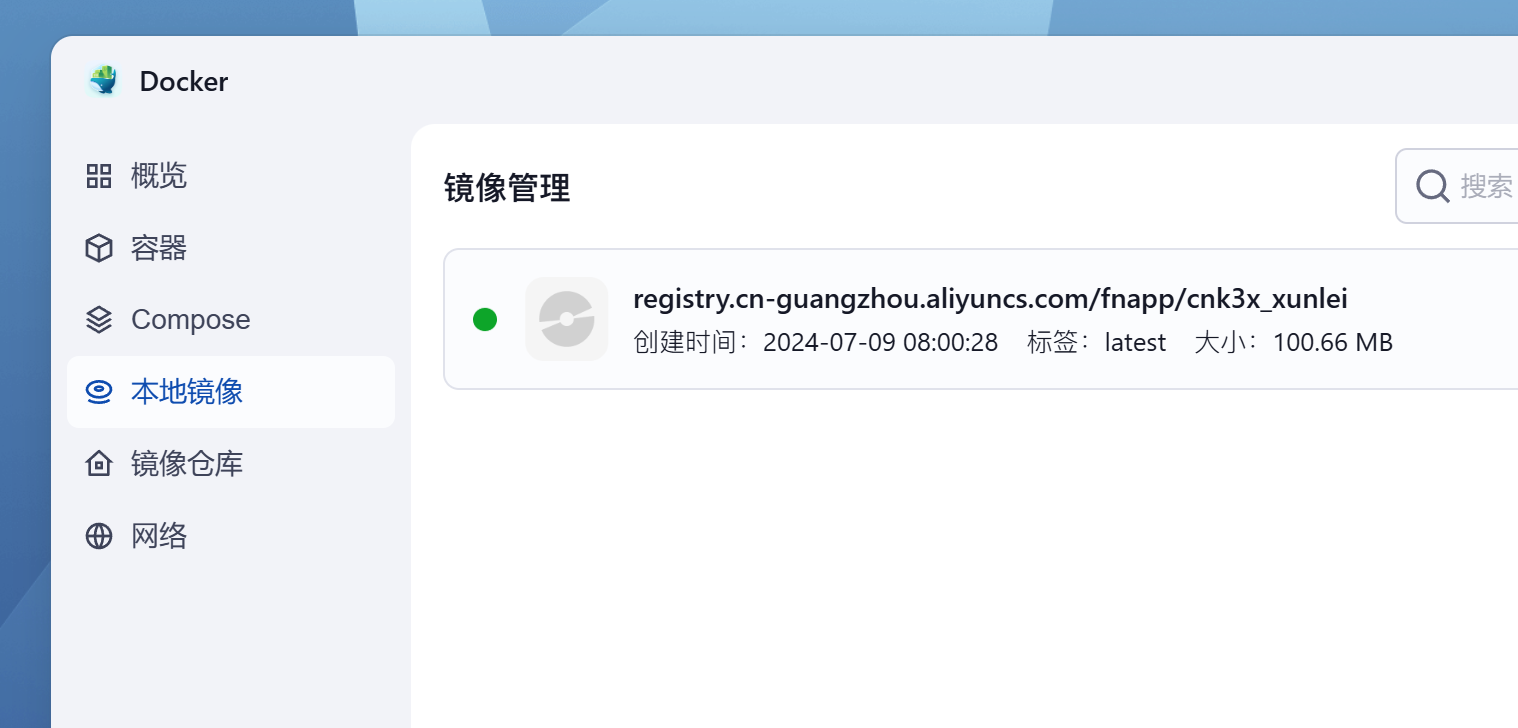 Docker
概览
容器
Compose
本地镜像
镜像仓库
网络
镜像管理
搜索
registry.cn-guangzhou.aliyuncs.com/fnapp/cnk3x_xunlei
创建时间：2024-07-09 08:00:28 标签：latest 大小：100.66 MB